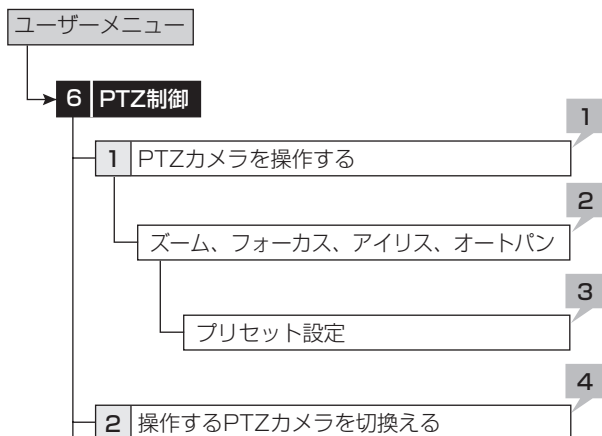 ユーザーメニュー
6 PTZ制御
1
1 PTZカメラを操作する
2
ズーム、フォーカス、アイリス、オートパン
3
プリセット設定
4
2 操作するPTZカメラを切換える